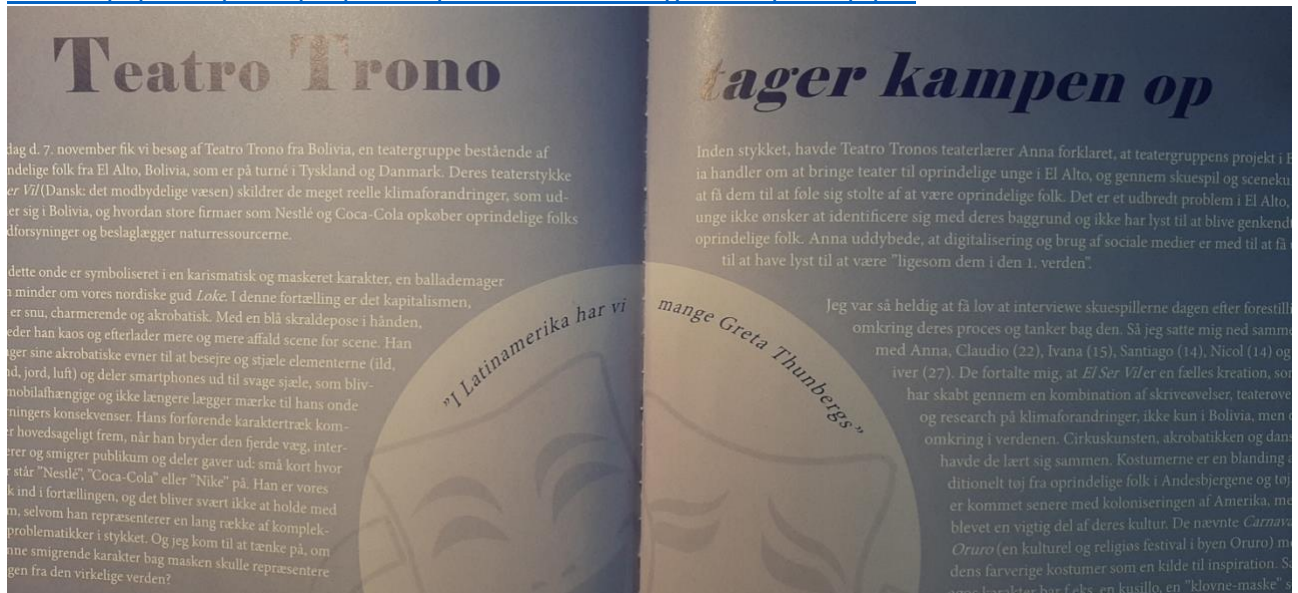 Teatro Trono
dag d. 7. november fik vi besøg af Teatro Trono fra Bolivia, en teatergruppe bestående af
ndelige folk fra El Alto, Bolivia, som er på turné i Tyskland og Danmark. Deres teaterstykke
er Vil (Dansk: det modbydelige væsen) skildrer de meget reelle klimaforandringer, som ud-
er sig i Bolivia, og hvordan store firmaer som Nestlé og Coca-Cola opkøber oprindelige folks
dforsyninger og beslaglægger naturressourcerne.
dette onde er symboliseret i en karismatisk og maskeret karakter, en ballademager
minder om vores nordiske gud Loke. I denne fortælling er det kapitalismen,
er snu, charmerende og akrobatisk. Med en blå skraldepose i hånden,
eder han kaos og efterlader mere og mere affald scene for scene. Han
ger sine akrobatiske evner til at besejre og stjæle elementerne (ild,
nd, jord, luft) og deler smartphones ud til svage sjæle, som bliv-
mobilafhængige og ikke længere lægger mærke til hans onde
rningers konsekvenser. Hans forførende karaktertræk kom-
er hovedsageligt frem, når han bryder den fjerde væg, inter-
erer og smigrer publikum og deler gaver ud: små kort hvor
r står "Nestlé", "Coca-Cola" eller "Nike" på. Han er vores
k ind i fortællingen, og det bliver svært ikke at holde med
m, selvom han repræsenterer en lang række af komplek-
problematikker i stykket. Og jeg kom til at tænke på, om
nne smigrende karakter bag masken skulle repræsentere
gen fra den virkelige verden?
"I Latinamerika har vi mange Greta Thunbergs"
tager kampen op
Inden stykket, havde Teatro Tronos teaterlærer Anna forklaret, at teatergruppens projekt i B
ia handler om at bringe teater til oprindelige unge i El Alto, og gennem skuespil og sceneku
at få dem til at føle sig stolte af at være oprindelige folk. Det er et udbredt problem i El Alto,
unge ikke ønsker at identificere sig med deres baggrund og ikke har lyst til at blive genkendt
oprindelige folk. Anna uddybede, at digitalisering og brug af sociale medier er med til at få
til at have lyst til at være "ligesom dem i den 1. verden".
Jeg var så heldig at få lov at interviewe skuespillerne dagen efter forestilli
omkring deres proces og tanker bag den. Så jeg satte mig ned samme
med Anna, Claudio (22), Ivana (15), Santiago (14), Nicol (14) og
iver (27). De fortalte mig, at El Ser Vil er en fælles kreation, som
har skabt gennem en kombination af skriveøvelser, teaterøve
og research på klimaforandringer, ikke kun i Bolivia, men
omkring i verdenen. Cirkuskunsten, akrobatikken og dans
havde de lært sig sammen. Kostumerne er en blanding a
ditionelt tøj fra oprindelige folk i Andesbjergene og tøj
er kommet senere med koloniseringen af Amerika, me
blevet en vigtig del af deres kultur. De nævnte Carnava
Oruro (en kulturel og religiøs festival i byen Oruro) m
dens farverige kostumer som en kilde til inspiration. Sa
karakter har f.eks. en kusillo, en "klovne-maske" s